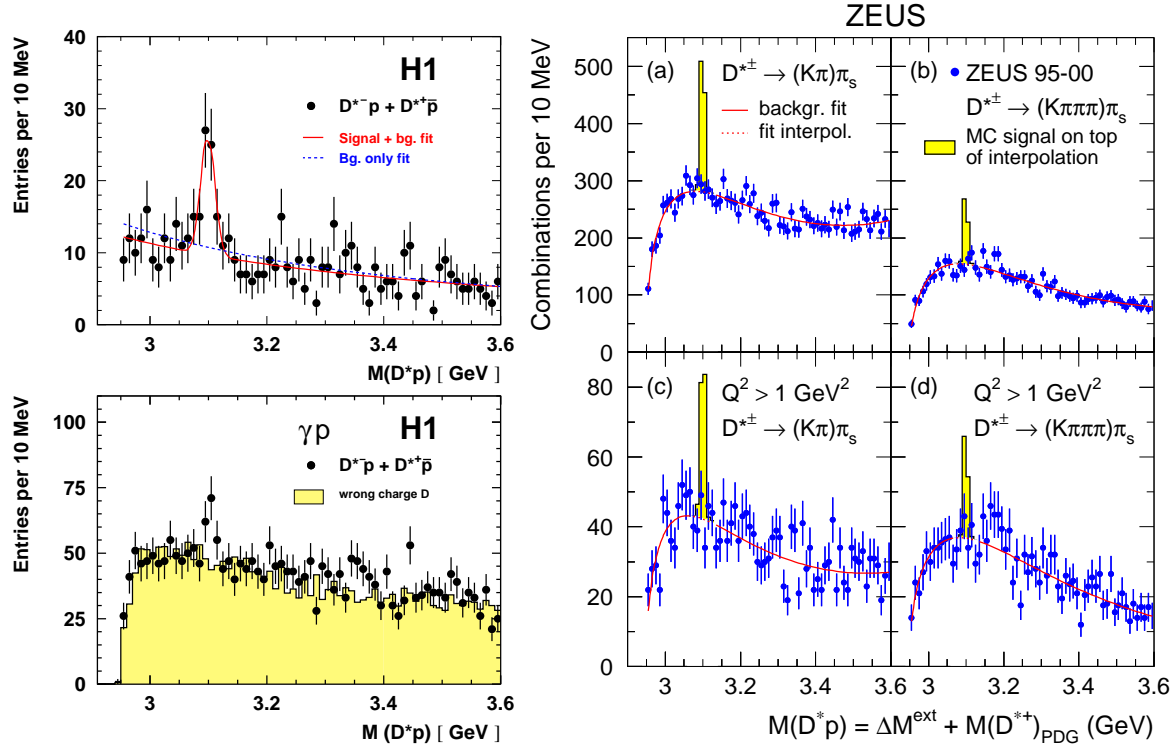 ZEUS
Entries per 10 MeV
40
30
20
10
0
H1
D*⁻p + D*⁺p̄
Signal + bg. fit
Bg. only fit
3 3.2 3.4 3.6
M(D*p) [ GeV ]
Entries per 10 MeV
100
75
50
25
0
γp H1
D*⁻p + D*⁺p̄
wrong charge D
3 3.2 3.4 3.6
M (D*p) [ GeV ]
Combinations per 10 MeV
500
400
300
200
100
0
(a) D*± → (Kπ)πs
backgr. fit
fit interpol.
(b) ZEUS 95-00
D*± → (Kπππ)πs
MC signal on top
of interpolation
80
60
40
20
0
(c) Q² > 1 GeV²
D*± → (Kπ)πs
(d) Q² > 1 GeV²
D*± → (Kπππ)πs
3 3.2 3.4 3.6 3 3.2 3.4 3.6
M(D*p) = ΔM^ext + M(D*⁺)PDG (GeV)